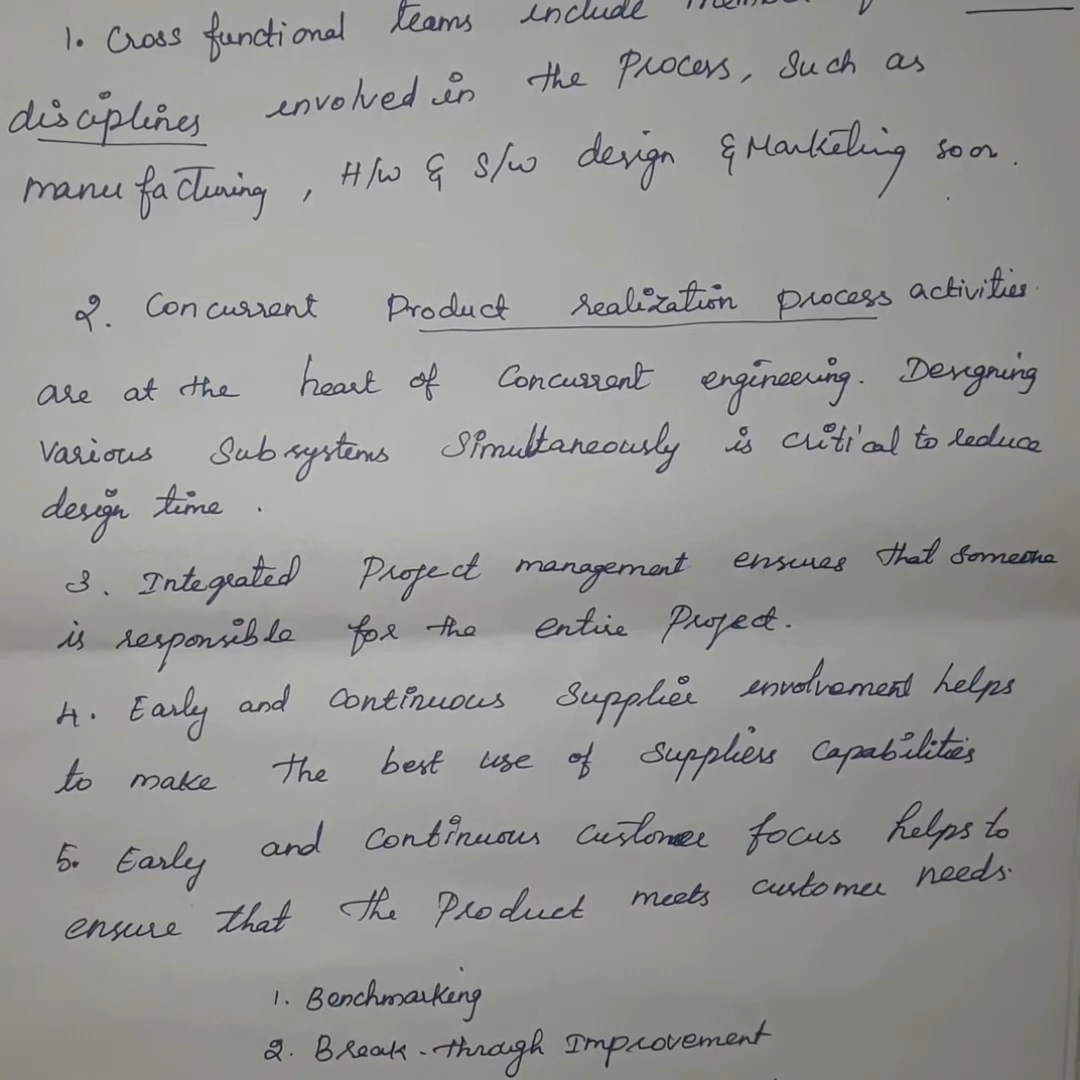 1. Cross functional teams include member of
disciplines involved in the Process, Such as
manufacturing, H/w & S/w design & Marketing soon.
2. Concurrent Product realization process activities
are at the heart of Concurrent engineering. Designing
various Subsystems Simultaneously is critical to reduce
design time.
3. Integrated Project management ensures that Someone
is responsible for the entire Project.
4. Early and continuous Supplier involvement helps
to make the best use of Suppliers capabilities
5. Early and continuous customer focus helps to
ensure that the Product meets customer needs.
1. Benchmarking
2. Break-through Improvement